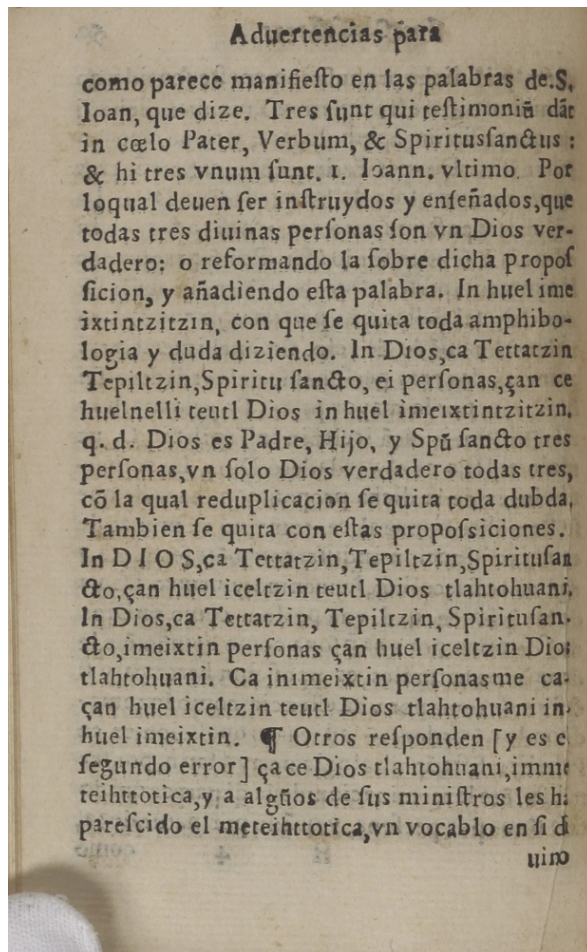 Aduertencias pãra
como parece manifieſto en las palabras de.S.
Ioan, que dize. Tres ſunt qui teſtimoniũ dãt
in cœlo Pater, Verbum, & Spirituſſanctus :
& hi tres vnum ſunt. 1. Ioann. vltimo. Por
loqual deuen ſer inſtruydos y enſeñados,que
todas tres diuinas perſonas ſon vn Dios ver-
dadero: o reformando la ſobre dicha propoſ
ſicion, y añadiendo eſta palabra. In huel ime
ixtintzitzin, con que ſe quita toda amphibo-
logia y duda diziendo. In Dios,ca Tettatzin
Tepiltzin,Spiritu ſancto, ei perſonas,çan ce
huelnelli teutl Dios in huel imeixtintzitzin.
q. d. Dios es Padre, Hijo, y Spũ ſancto tres
perſonas,vn ſolo Dios verdadero todas tres,
cõ la qual reduplicacion ſe quita toda dubda.
Tambien ſe quita con eſtas propoſsiciones.
In DIOS,ca Tettatzin,Tepiltzin,Spirituſan
cto,çan huel iceltzin teutl Dios tlahtohuani.
In Dios,ca Tettatzin, Tepiltzin, Spirituſan-
cto,imeixtin perſonas çan huel iceltzin Dios
tlahtohuani. Ca inimeixtin perſonasme ca-
çan huel iceltzin teutl Dios tlahtohuani in-
huel imeixtin. ¶ Otros reſponden [y es e
ſegundo error] çace Dios tlahtohuani,imme
teihttotica,y a algũos de ſus miniſtros les ha
pareſcido el meteihttotica,vn vocablo en ſi di
uino